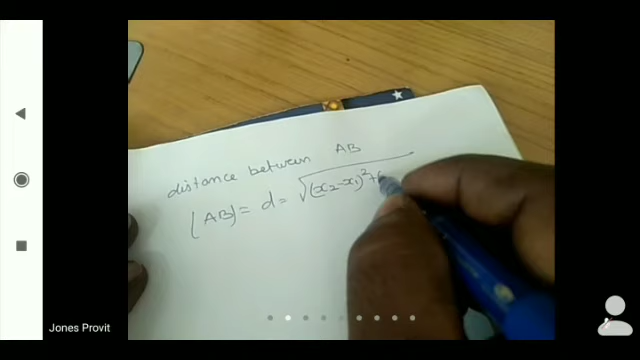 distance between AB
|AB| = d = √(x₂-x₁)²+(
Jones Provit